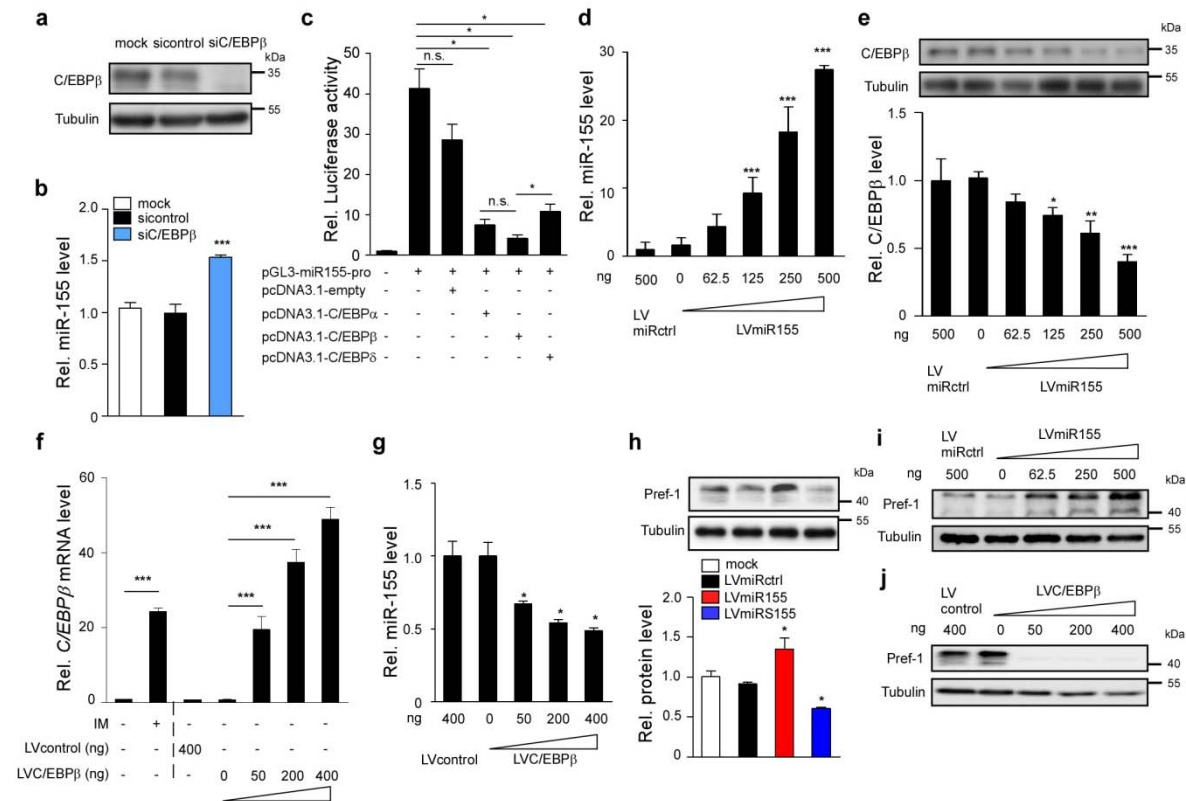 a
mock sicontrol siC/EBPβ
kDa
C/EBPβ
35
Tubulin
55
b
mock
sicontrol
siC/EBPβ
Rel. miR-155 level
2.0
1.5
1.0
0
***
c
Rel. Luciferase activity
50
40
30
20
10
0
*
*
*
n.s.
n.s.
*
pGL3-miR155-pro - + + + + +
pcDNA3.1-empty - - + - - -
pcDNA3.1-C/EBPα - - - + - -
pcDNA3.1-C/EBPβ - - - - + -
pcDNA3.1-C/EBPδ - - - - - +
d
Rel. miR-155 level
30
20
10
0
***
***
***
ng 500 0 62.5 125 250 500
LV
miRctrl
LVmiR155
e
C/EBPβ
kDa
35
Tubulin
55
Rel. C/EBPβ level
1.5
1.0
0.5
0
*
**
***
ng 500 0 62.5 125 250 500
LV
miRctrl
LVmiR155
f
Rel. C/EBPβ mRNA level
60
40
20
0
***
***
***
***
IM - + - - - - -
LVcontrol (ng) - - 400 - - - -
LVC/EBPβ (ng) - - - 0 50 200 400
g
Rel. miR-155 level
1.5
1.0
0.5
0
*
*
*
ng 400 0 50 200 400
LVcontrol
LVC/EBPβ
h
kDa
Pref-1
40
Tubulin
55
mock
LVmiRctrl
LVmiR155
LVmiRS155
Rel. protein level
2.0
1.5
1.0
0.5
0.0
*
*
i
LV
miRctrl
LVmiR155
ng 500 0 62.5 250 500
kDa
Pref-1
40
Tubulin
55
j
LV
control
LVC/EBPβ
ng 400 0 50 200 400
kDa
Pref-1
40
Tubulin
55